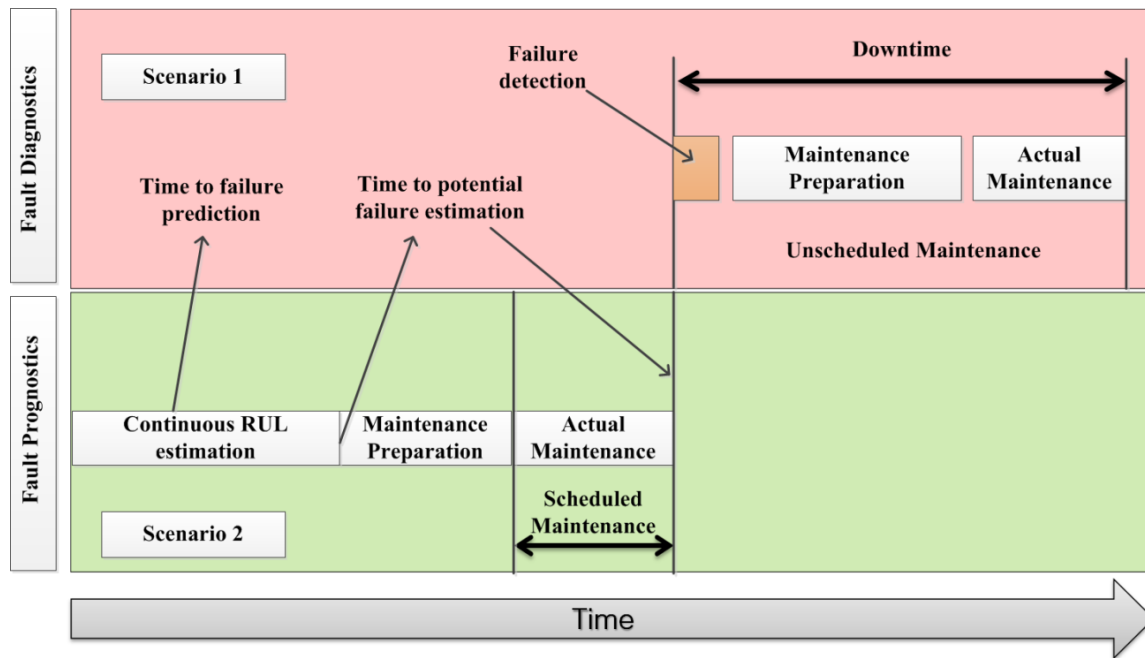 Fault Diagnostics
Scenario 1
Failure
detection
Downtime
Maintenance
Preparation
Actual
Maintenance
Time to failure
prediction
Time to potential
failure estimation
Unscheduled Maintenance
Fault Prognostics
Continuous RUL
estimation
Maintenance
Preparation
Actual
Maintenance
Scheduled
Maintenance
Scenario 2
Time